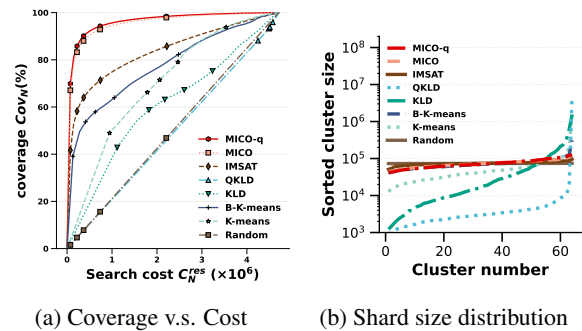 100
80
60
40
20
0
coverage Cov_N(%)
MICO-q
MICO
IMSAT
QKLD
KLD
B-K-means
K-means
Random
0 1 2 3 4
Search cost C_N^res (×10^6)
(a) Coverage v.s. Cost
10^8
10^7
10^6
10^5
10^4
10^3
Sorted cluster size
MICO-q
MICO
IMSAT
QKLD
KLD
B-K-means
K-means
Random
0 20 40 60
Cluster number
(b) Shard size distribution